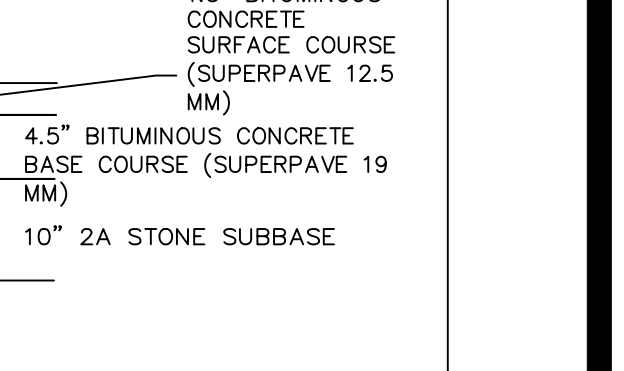 BITUMINOUS
CONCRETE
SURFACE COURSE
(SUPERPAVE 12.5
MM)
4.5" BITUMINOUS CONCRETE
BASE COURSE (SUPERPAVE 19
MM)
10" 2A STONE SUBBASE